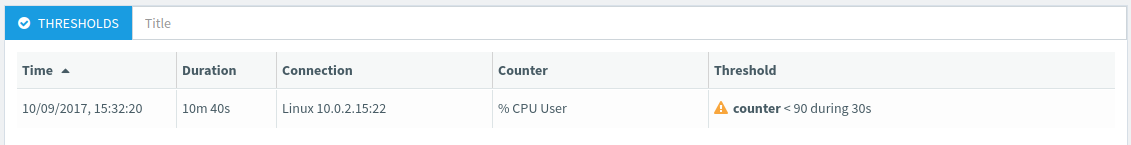 THRESHOLDS Title
Time Duration Connection Counter Threshold
10/09/2017, 15:32:20 10m 40s Linux 10.0.2.15:22 % CPU User counter < 90 during 30s